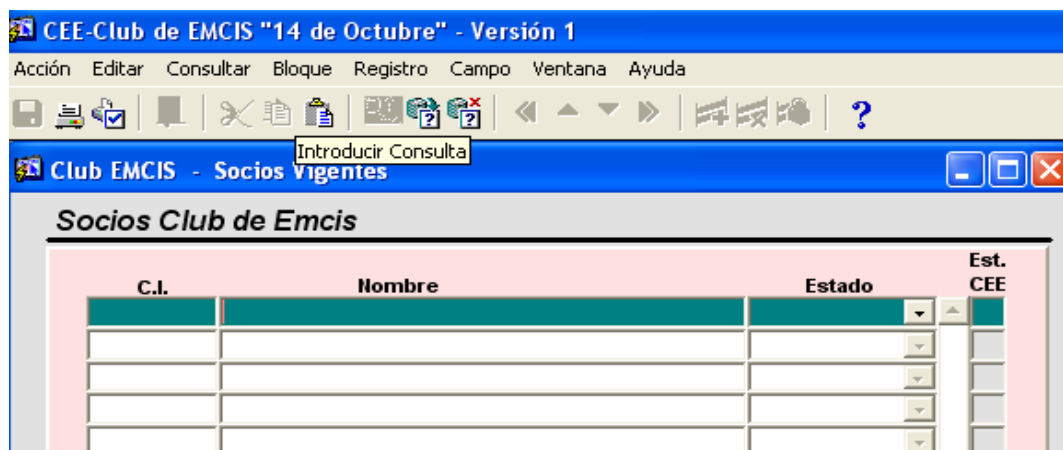 CEE-Club de EMCIS "14 de Octubre" - Versión 1
Acción Editar Consultar Bloque Registro Campo Ventana Ayuda
Introducir Consulta
Club EMCIS - Socios Vigentes
Socios Club de Emcis
C.I. Nombre Estado Est. CEE